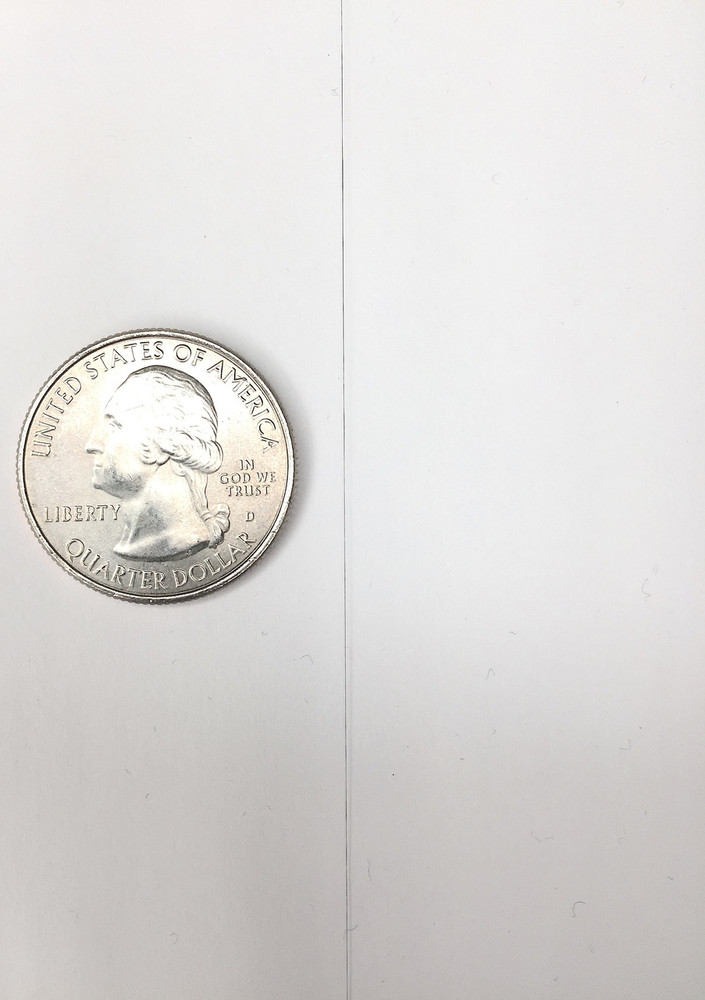 UNITED STATES OF AMERICA
IN
GOD WE
TRUST
LIBERTY
D
QUARTER DOLLAR